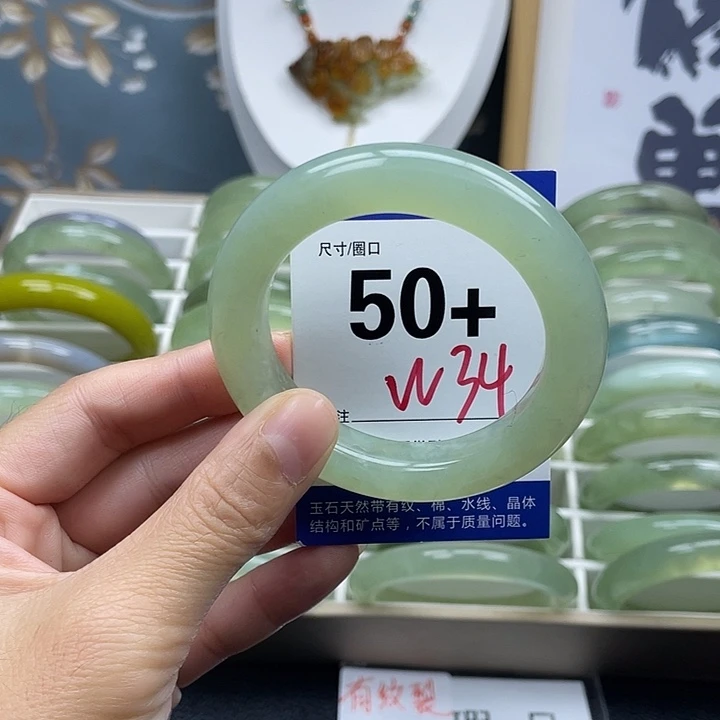 尺寸/圈口
50+
W34
注
玉石天然带有纹、棉、水线、晶体
结构和矿点等，不属于质量问题。
有纹裂